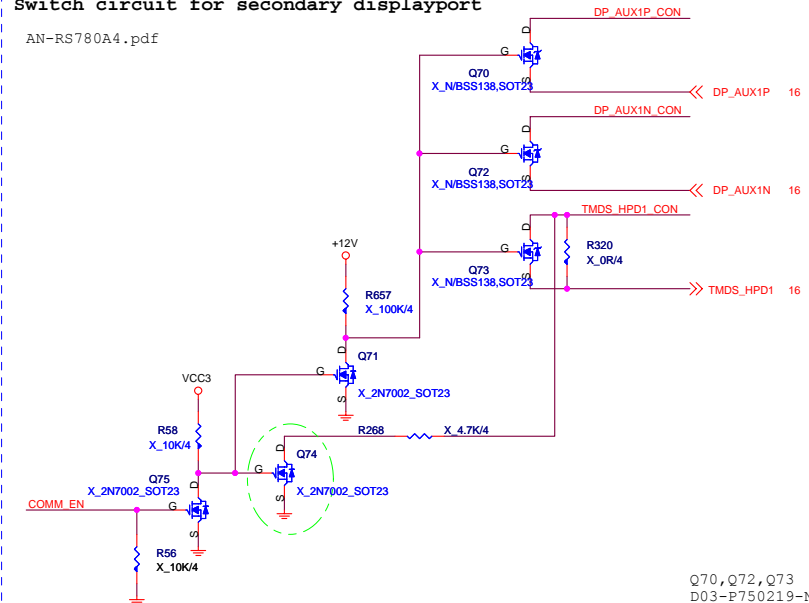 Switch circuit for secondary displayport
AN-RS780A4.pdf
DP_AUX1P_CON
D
G
Q70
S
X_N/BSS138,SOT23
DP_AUX1P 16
DP_AUX1N_CON
D
G
Q72
S
X_N/BSS138,SOT23
DP_AUX1N 16
TMDS_HPD1_CON
D
G
R320
X_0R/4
Q73
S
X_N/BSS138,SOT23
TMDS_HPD1 16
+12V
R657
X_100K/4
D
Q71
G
S
X_2N7002_SOT23
VCC3
R58
X_10K/4
R268
X_4.7K/4
D
Q74
G
S
X_2N7002_SOT23
Q75
D
X_2N7002_SOT23
COMM_EN
G
S
R56
X_10K/4
Q70,Q72,Q73